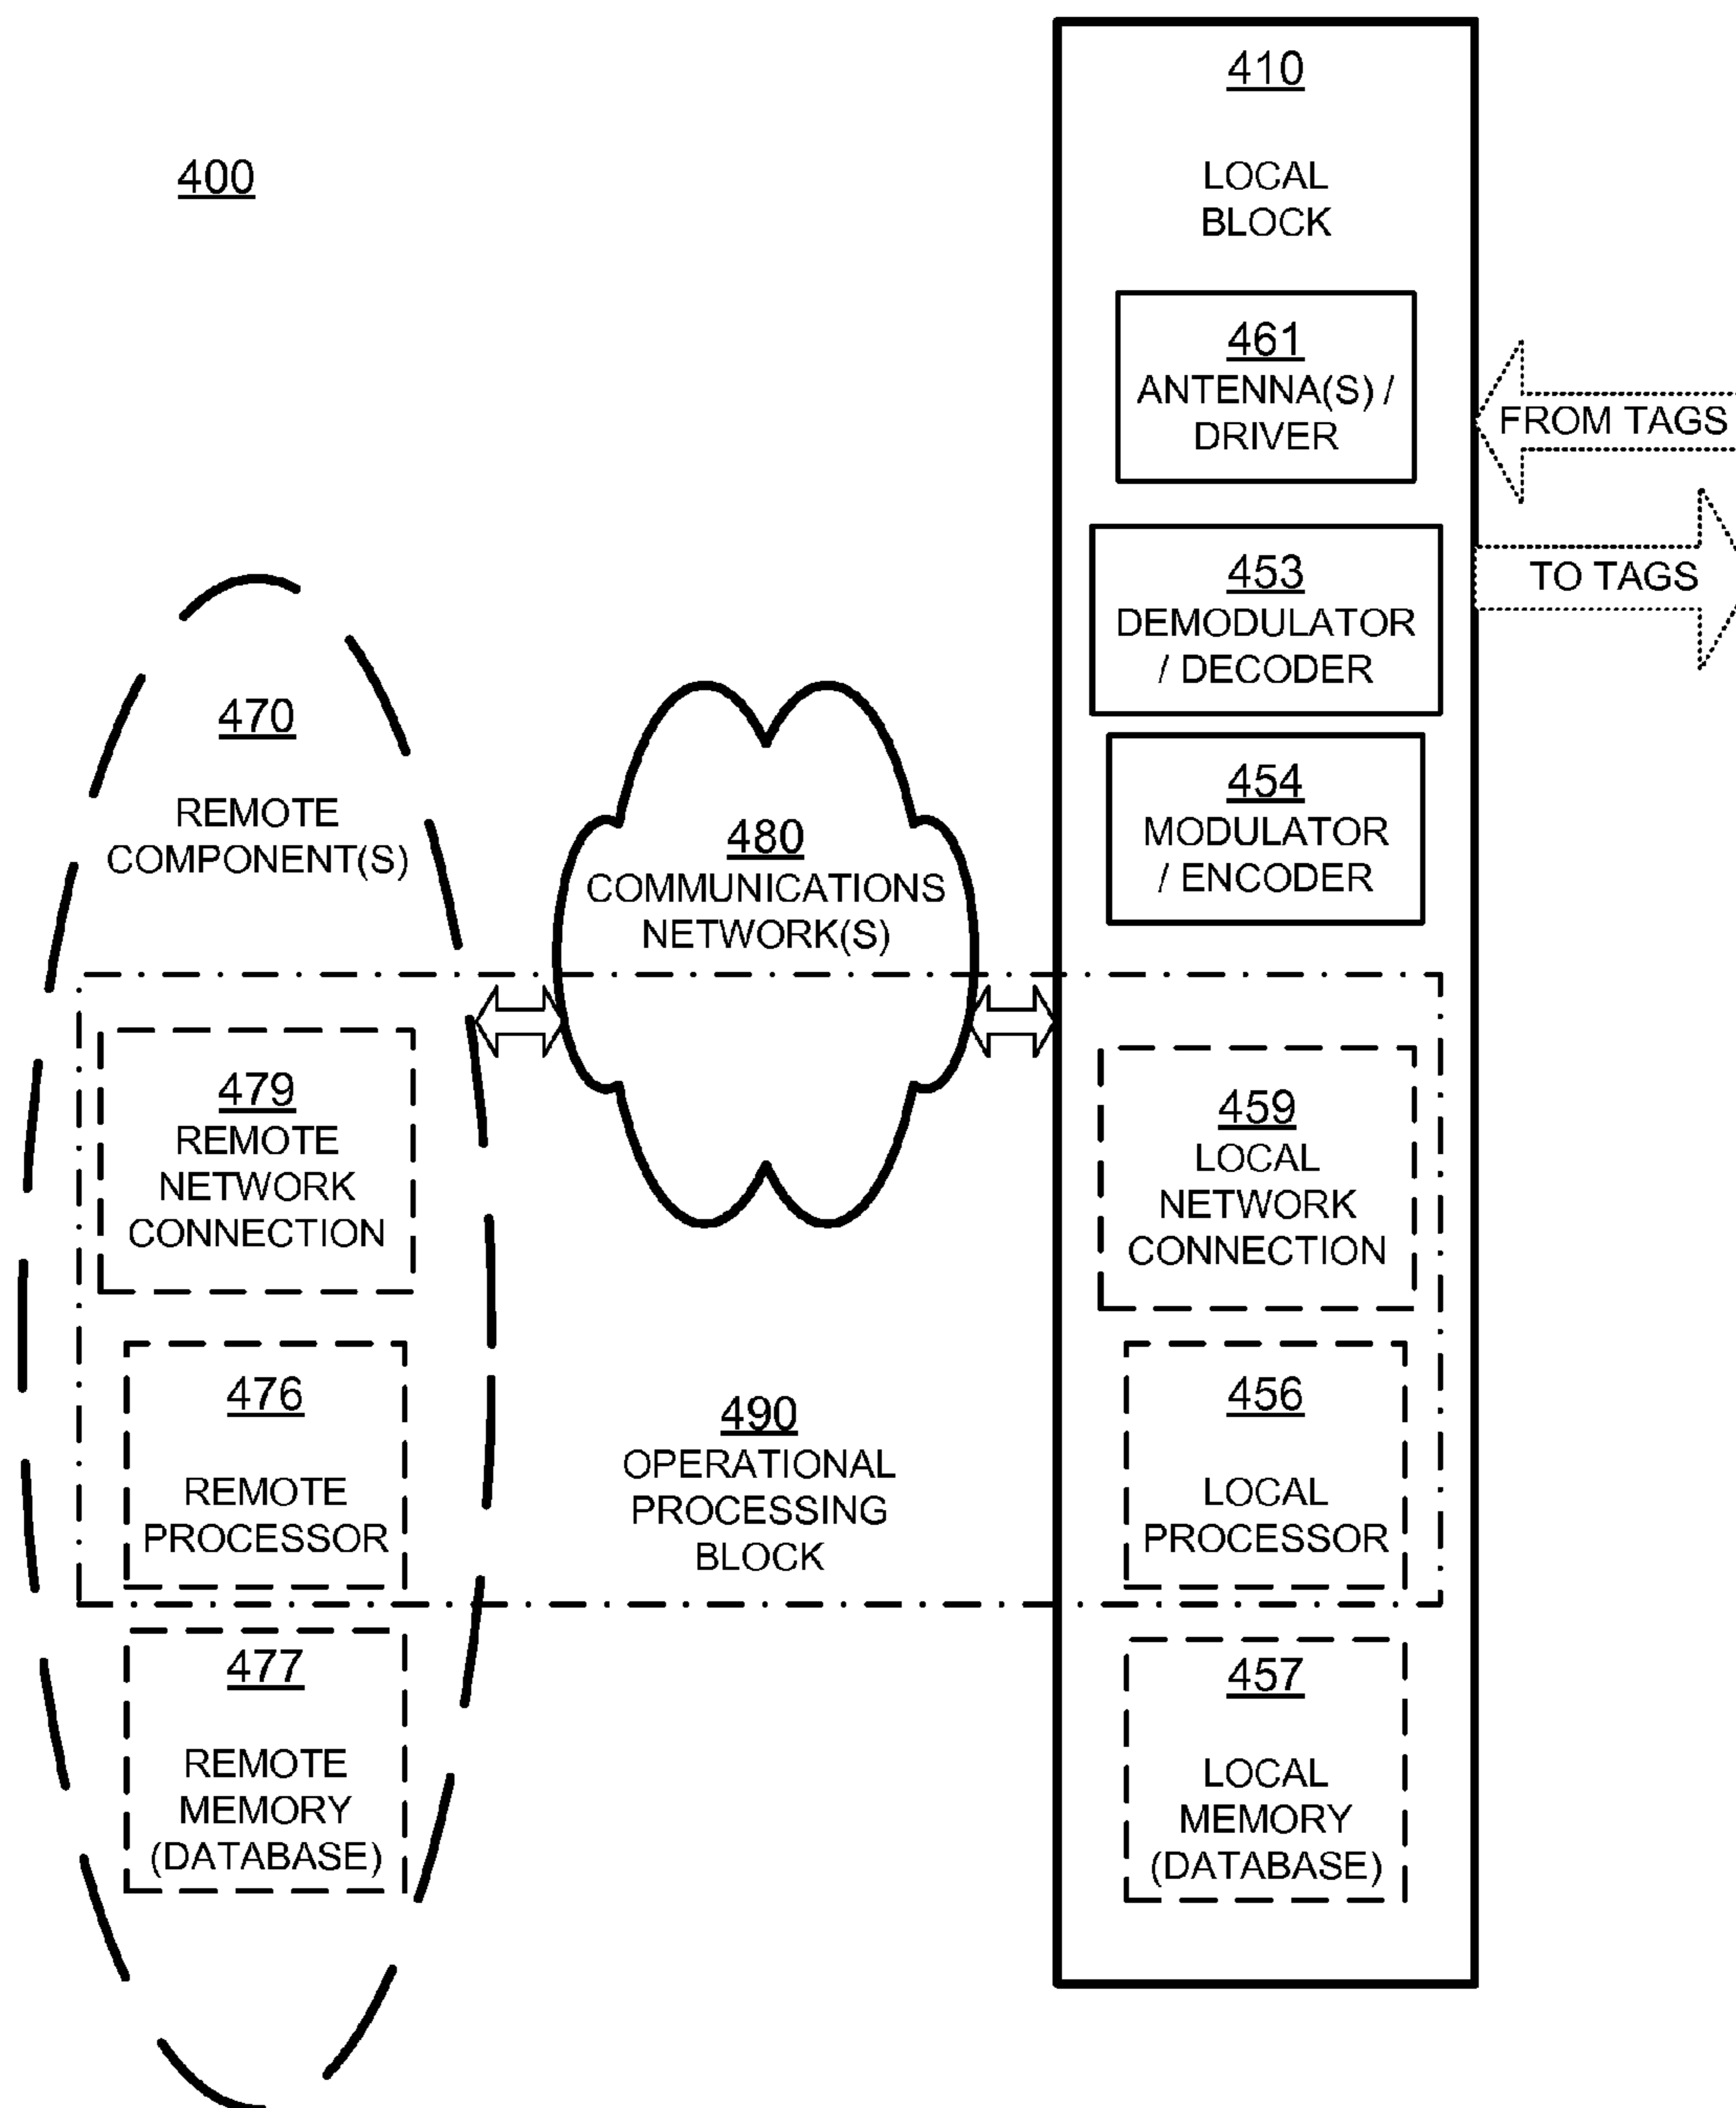 400
410
LOCAL
BLOCK
461
ANTENNA(S) /
DRIVER
FROM TAGS
TO TAGS
453
DEMODULATOR
/ DECODER
454
MODULATOR
/ ENCODER
470
REMOTE
COMPONENT(S)
480
COMMUNICATIONS
NETWORK(S)
479
REMOTE
NETWORK
CONNECTION
459
LOCAL
NETWORK
CONNECTION
476
REMOTE
PROCESSOR
490
OPERATIONAL
PROCESSING
BLOCK
456
LOCAL
PROCESSOR
477
REMOTE
MEMORY
(DATABASE)
457
LOCAL
MEMORY
(DATABASE)